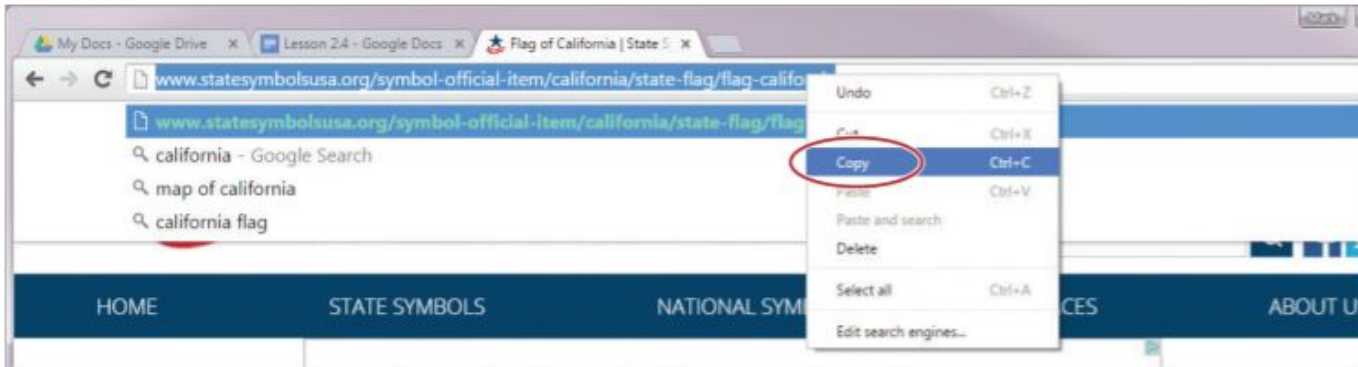 My Docs - Google Drive Lesson 2.4 - Google Docs Flag of California | State S
www.statesymbolsusa.org/symbol-official-item/california/state-flag/flag-califo
www.statesymbolsusa.org/symbol-official-item/california/state-flag/flag
california - Google Search
map of california
california flag
Undo Ctrl+Z
Cut Ctrl+X
Copy Ctrl+C
Paste Ctrl+V
Paste and search
Delete
Select all Ctrl+A
Edit search engines...
HOME STATE SYMBOLS NATIONAL SYM CES ABOUT U